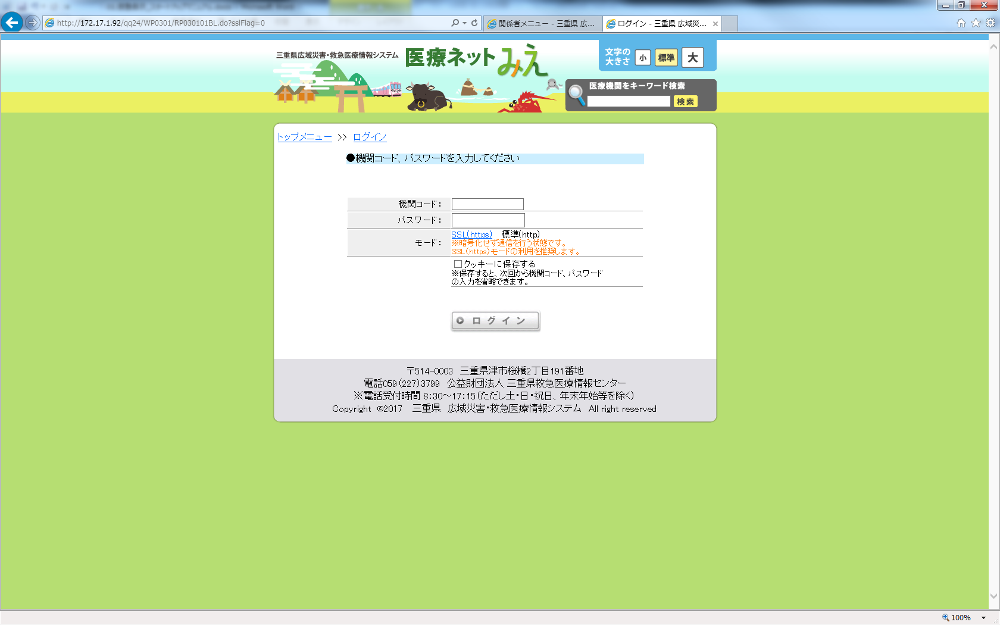 http://172.17.1.92/qq24/WP0301/RP030101BL.do?sslFlag=0
関係者メニュー - 三重県 広...
ログイン - 三重県 広域災...
三重県広域災害・救急医療情報システム
医療ネットみえ
文字の
大きさ
小
標準
大
医療機関をキーワード検索
検索
トップメニュー >> ログイン
●機関コード、パスワードを入力してください
機関コード：
パスワード：
モード：
SSL(https) 標準(http)
※暗号化せず通信を行う状態です。
SSL(https)モードの利用を推奨します。
クッキーに保存する
※保存すると、次回から機関コード、パスワード
の入力を省略できます。
ログイン
〒514-0003 三重県津市桜橋2丁目191番地
電話059(227)3799 公益財団法人 三重県救急医療情報センター
※電話受付時間 8:30～17:15(ただし土・日・祝日、年末年始等を除く)
Copyright ©2017 三重県 広域災害・救急医療情報システム All right reserved
100%